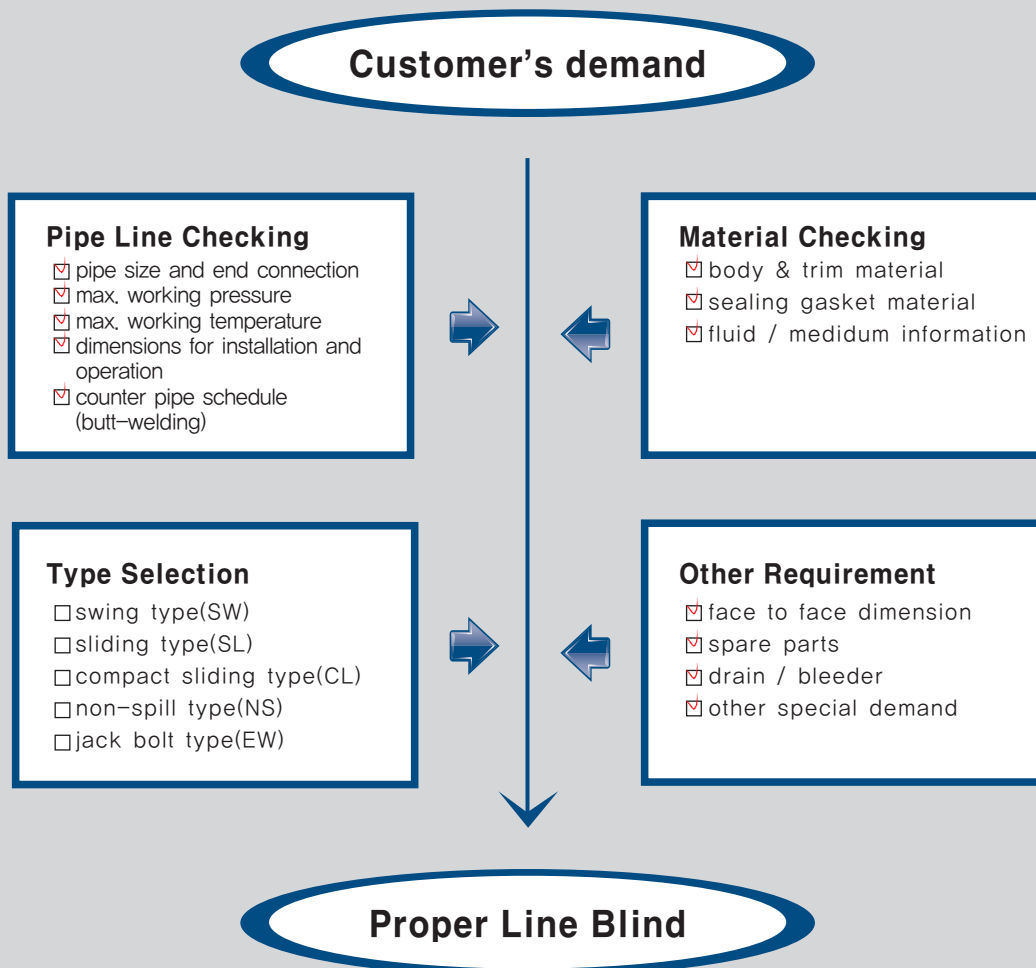 Customer’s demand
Pipe Line Checking
pipe size and end connection
max. working pressure
max. working temperature
dimensions for installation and
operation
counter pipe schedule
(butt-welding)
Material Checking
body & trim material
sealing gasket material
fluid / medidum information
Type Selection
swing type(SW)
sliding type(SL)
compact sliding type(CL)
non-spill type(NS)
jack bolt type(EW)
Other Requirement
face to face dimension
spare parts
drain / bleeder
other special demand
Proper Line Blind